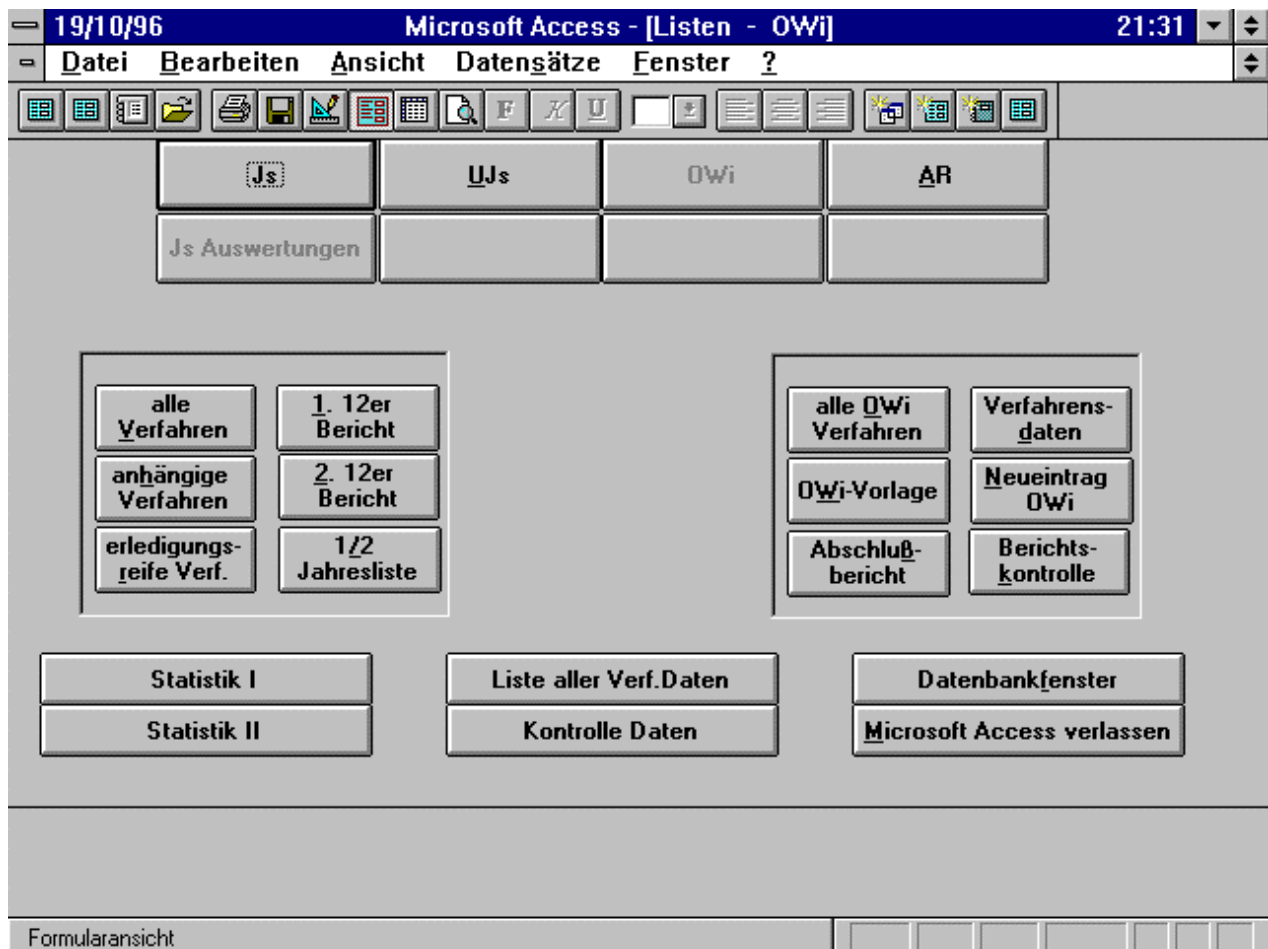 19/10/96 Microsoft Access - [Listen - OWi] 21:31
Datei Bearbeiten Ansicht Datensätze Fenster ?
F K U
Js UJs OWi AR
Js Auswertungen
alle
Verfahren
1. 12er
Bericht
anhängige
Verfahren
2. 12er
Bericht
erledigungs-
reife Verf.
1/2
Jahresliste
alle OWi
Verfahren
Verfahrens-
daten
OWi-Vorlage
Neueintrag
OWi
Abschluß-
bericht
Berichts-
kontrolle
Statistik I
Liste aller Verf.Daten
Datenbankfenster
Statistik II
Kontrolle Daten
Microsoft Access verlassen
Formularansicht